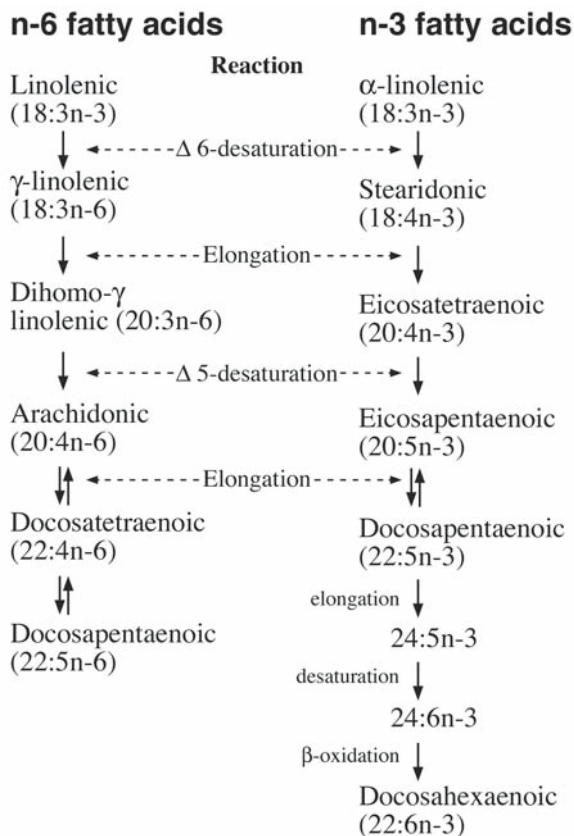 n-6 fatty acids
n-3 fatty acids
Reaction
Linolenic
(18:3n-3)
α-linolenic
(18:3n-3)
Δ 6-desaturation
γ-linolenic
(18:3n-6)
Stearidonic
(18:4n-3)
Elongation
Dihomo-γ
linolenic (20:3n-6)
Eicosatetraenoic
(20:4n-3)
Δ 5-desaturation
Arachidonic
(20:4n-6)
Eicosapentaenoic
(20:5n-3)
Elongation
Docosatetraenoic
(22:4n-6)
Docosapentaenoic
(22:5n-3)
elongation
Docosapentaenoic
(22:5n-6)
24:5n-3
desaturation
24:6n-3
β-oxidation
Docosahexaenoic
(22:6n-3)